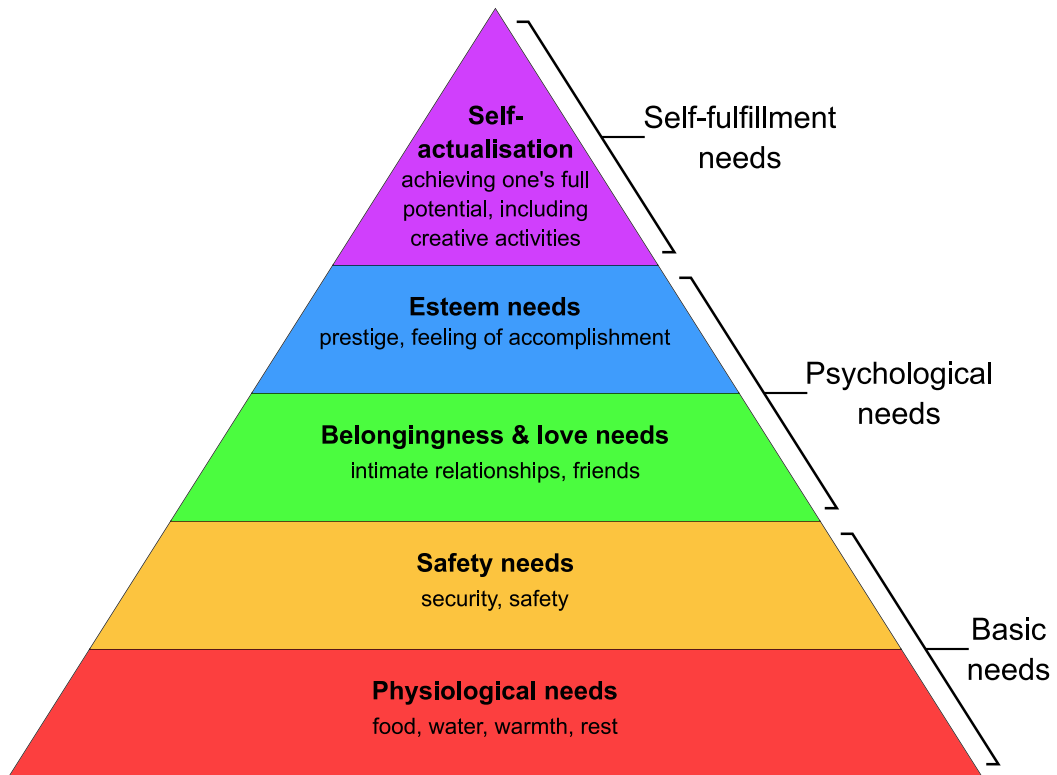 Self-
actualisation
achieving one's full
potential, including
creative activities
Self-fulfillment
needs
Esteem needs
prestige, feeling of accomplishment
Psychological
needs
Belongingness & love needs
intimate relationships, friends
Safety needs
security, safety
Basic
needs
Physiological needs
food, water, warmth, rest